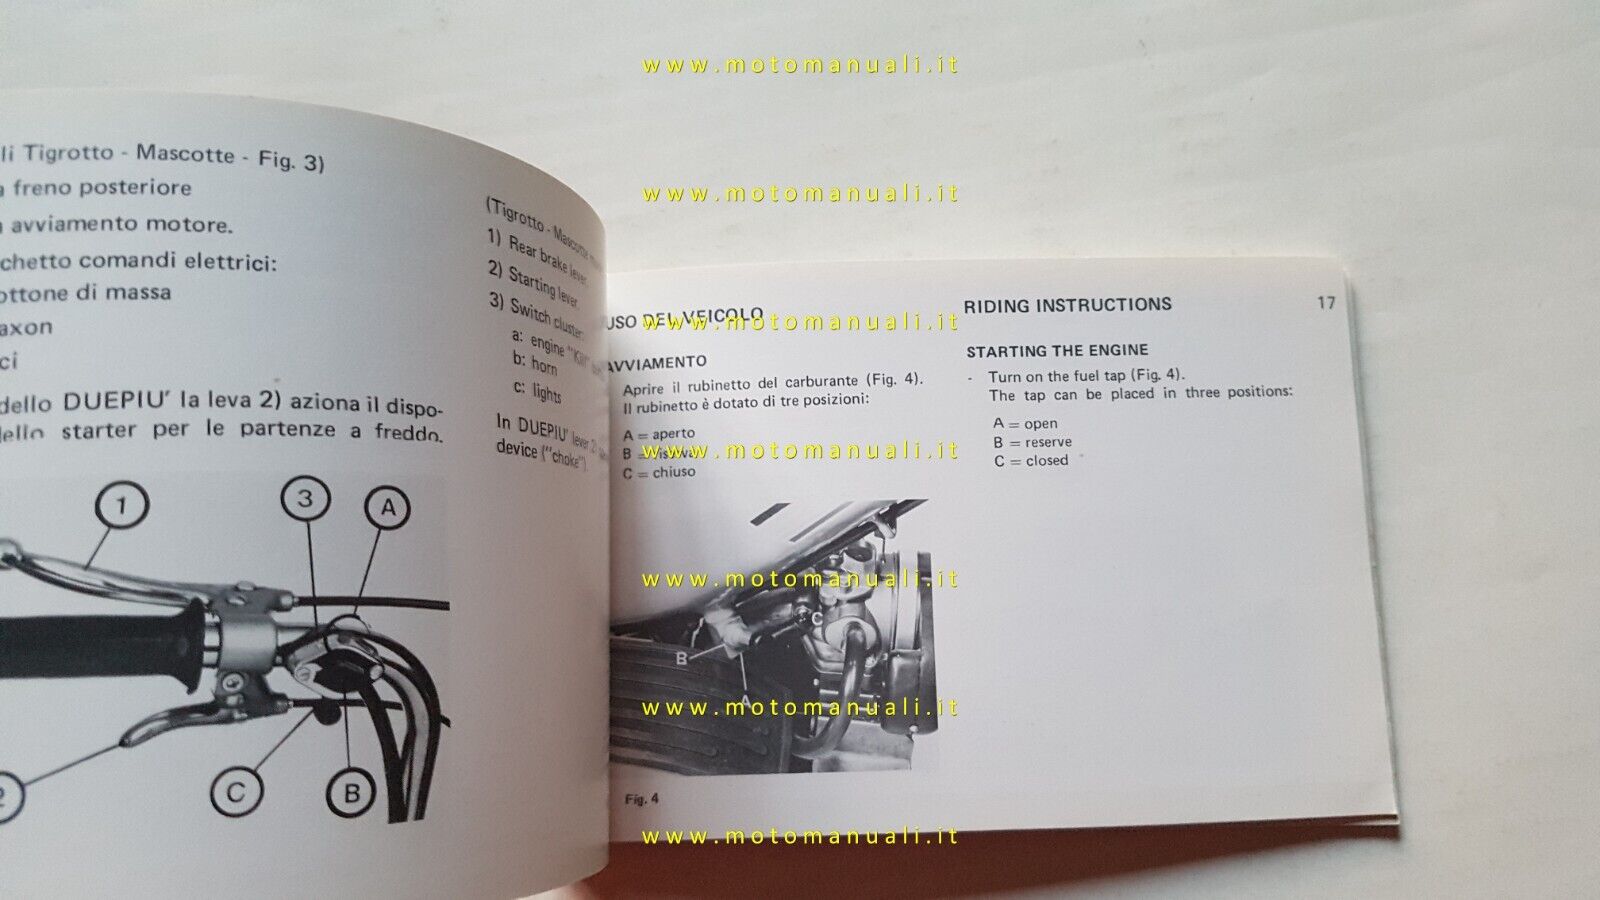 li Tigrotto - Mascotte - Fig. 3)
a freno posteriore
avviamento motore.
chetto comandi elettrici:
ottone di massa
axon
ci
dello DUEPIU' la leva 2) aziona il dispo-
dello starter per le partenze a freddo.
1
3
A
2
C
B
(Tigrotto - Mascotte
1) Rear brake lever
2) Starting lever
3) Switch cluster:
a: engine "Kill"
b: horn
c: lights
In DUEPIU' lever 2)
device ("choke").
USO DEL VEICOLO
AVVIAMENTO
Aprire il rubinetto del carburante (Fig. 4).
Il rubinetto è dotato di tre posizioni:
A = aperto
B = riserva
C = chiuso
C
B
A
Fig. 4
RIDING INSTRUCTIONS
17
STARTING THE ENGINE
- Turn on the fuel tap (Fig. 4).
The tap can be placed in three positions:
A = open
B = reserve
C = closed
www.motomanuali.it
www.motomanuali.it
www.motomanuali.it
www.motomanuali.it
www.motomanuali.it
www.motomanuali.it
www.motomanuali.it